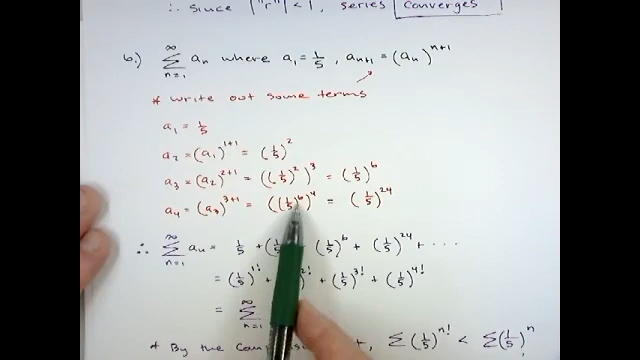 ∴ since |"r"| < 1, series converges
6.) ∑_{n=1}^{∞} a_n where a_1 = 1/5, a_{n+1} = (a_n)^{n+1}
* write out some terms
a_1 = 1/5
a_2 = (a_1)^{1+1} = (1/5)^2
a_3 = (a_2)^{2+1} = ((1/5)^2)^3 = (1/5)^6
a_4 = (a_3)^{3+1} = ((1/5)^6)^4 = (1/5)^{24}
∴ ∑_{n=1}^{∞} a_n = 1/5 + (1/5 (1/5)^6 + (1/5)^{24} + ...
= (1/5)^{1!} + 2! + (1/5)^{3!} + (1/5)^{4!}
= ∑_{n=1}
* By the ∑(1/5)^{n!} < ∑(1/5)^n,